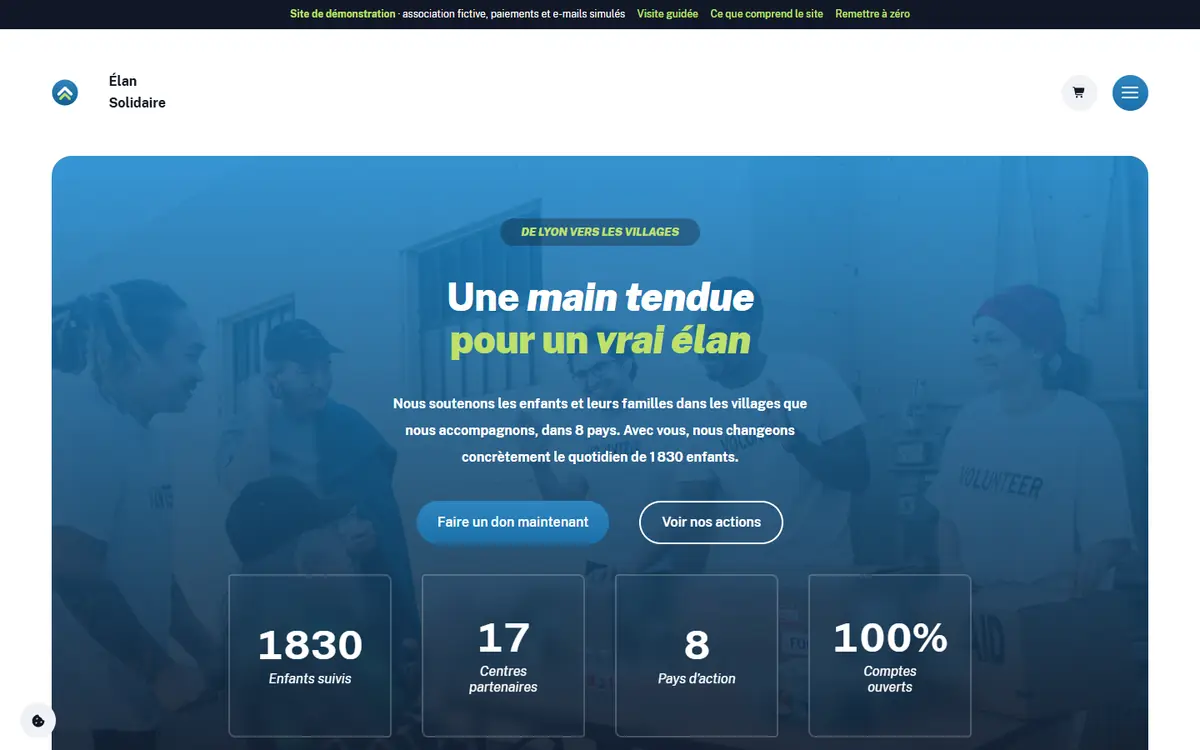 Site de démonstration · association fictive, paiements et e-mails simulés Visite guidée Ce que comprend le site Remettre à zéro
Élan
Solidaire
DE LYON VERS LES VILLAGES
Une main tendue
pour un vrai élan
Nous soutenons les enfants et leurs familles dans les villages que
nous accompagnons, dans 8 pays. Avec vous, nous changeons
concrètement le quotidien de 1 830 enfants.
VOLUNTEER
Faire un don maintenant Voir nos actions
1830
Enfants suivis
17
Centres
partenaires
8
Pays d'action
100%
Comptes
ouverts